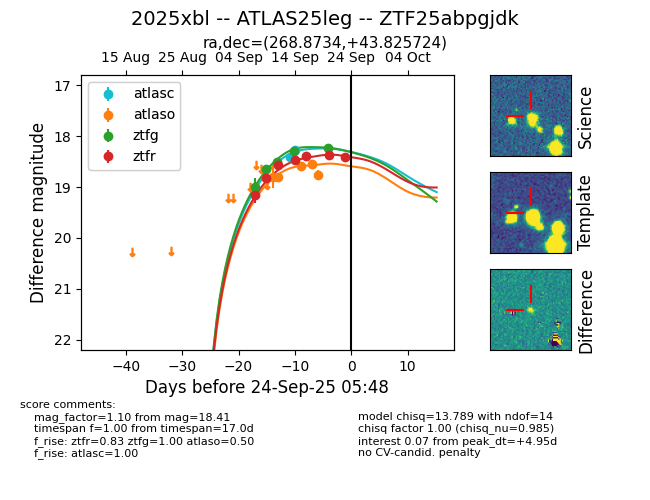 2025xbl -- ATLAS25leg -- ZTF25abpgjdk
ra,dec=(268.8734,+43.825724)
15 Aug 25 Aug 04 Sep 14 Sep 24 Sep 04 Oct
atlasc
atlaso
ztfg
ztfr
17
18
19
20
21
22
Difference magnitude
−40 −30 −20 −10 0 10
Days before 24-Sep-25 05:48
Science
Template
Difference
score comments:
mag_factor=1.10 from mag=18.41
timespan f=1.00 from timespan=17.0d
f_rise: ztfr=0.83 ztfg=1.00 atlaso=0.50
f_rise: atlasc=1.00
model chisq=13.789 with ndof=14
chisq factor 1.00 (chisq_nu=0.985)
interest 0.07 from peak_dt=+4.95d
no CV-candid. penalty